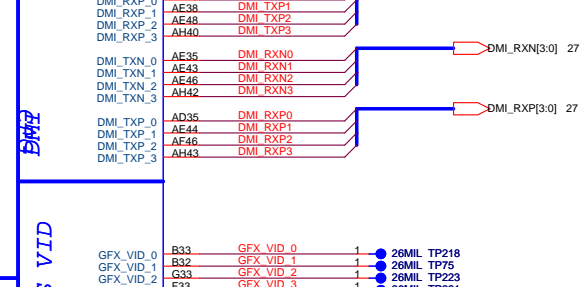 DMI_RXP_0
DMI_RXP_1 AE38 DMI_TXP1
DMI_RXP_2 AE48 DMI_TXP2
DMI_RXP_3 AH40 DMI_TXP3
DMI_RXN[3:0] 27
DMI_TXN_0 AE35 DMI_RXN0
DMI_TXN_1 AE43 DMI_RXN1
DMI_TXN_2 AE46 DMI_RXN2
DMI_TXN_3 AH42 DMI_RXN3
DMI_RXP[3:0] 27
DMI_TXP_0 AD35 DMI_RXP0
DMI_TXP_1 AE44 DMI_RXP1
DMI_TXP_2 AF46 DMI_RXP2
DMI_TXP_3 AH43 DMI_RXP3
DMI
VID
GFX_VID_0 B33 GFX_VID_0 1 26MIL TP218
GFX_VID_1 B32 GFX_VID_1 1 26MIL TP75
GFX_VID_2 G33 GFX_VID_2 1 26MIL TP223
GFX_VID_3 1